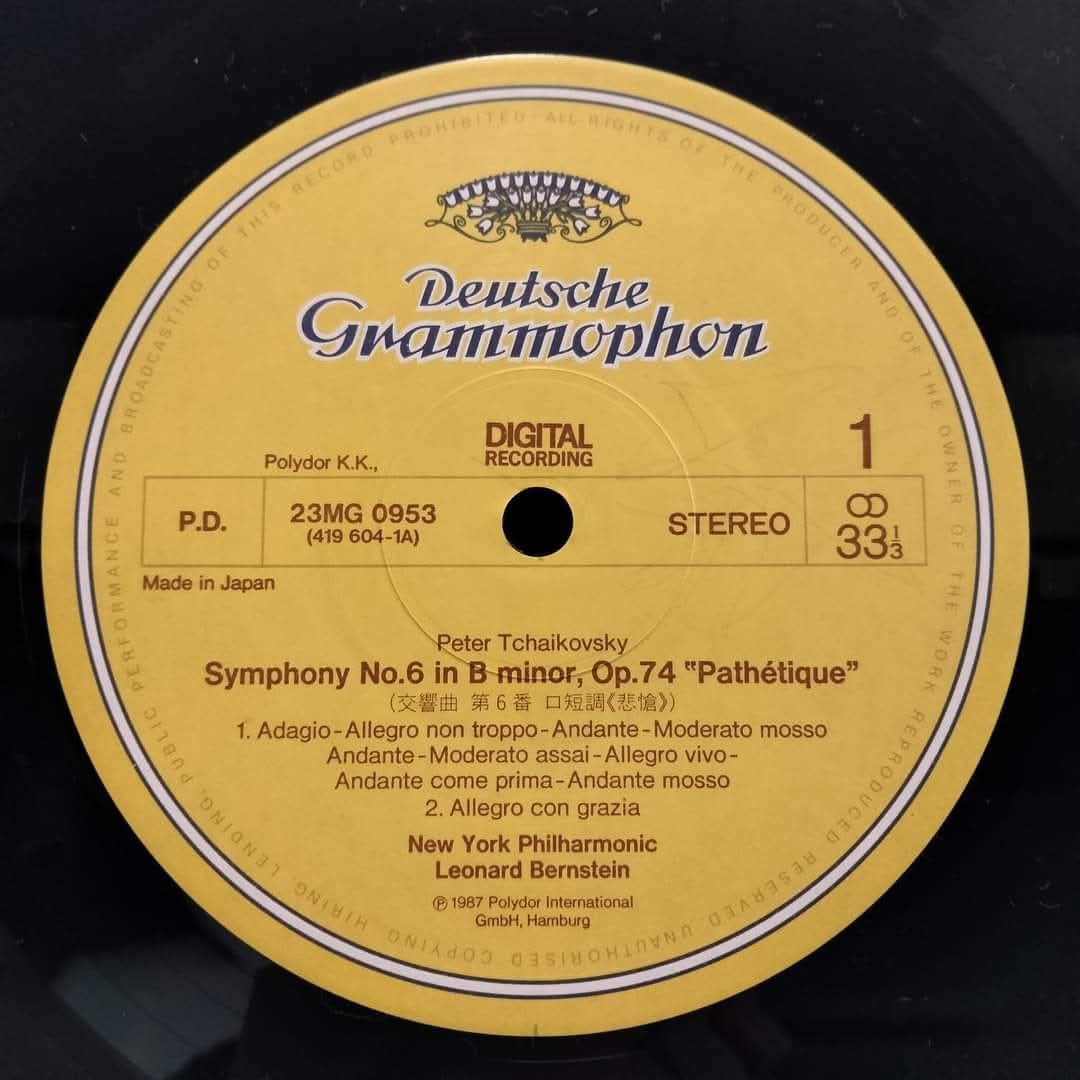 PUBLIC PERFORMANCE AND BROADCASTING OF THIS RECORD PROHIBITED·ALL RIGHTS OF THE PRODUCER AND OF THE OWNER OF THE WORK REPRODUCED RESERVED. UNAUTHORISED COPYING, HIRING, LENDING,
Deutsche
Grammophon
DIGITAL
RECORDING
1
Polydor K.K.,
P.D.
23MG 0953
(419 604-1A)
STEREO
33⅓
Made in Japan
Peter Tchaikovsky
Symphony No.6 in B minor, Op.74 "Pathétique"
(交響曲 第6番 ロ短調《悲愴》)
1. Adagio-Allegro non troppo-Andante-Moderato mosso
Andante-Moderato assai-Allegro vivo-
Andante come prima-Andante mosso
2. Allegro con grazia
New York Philharmonic
Leonard Bernstein
℗ 1987 Polydor International
GmbH, Hamburg